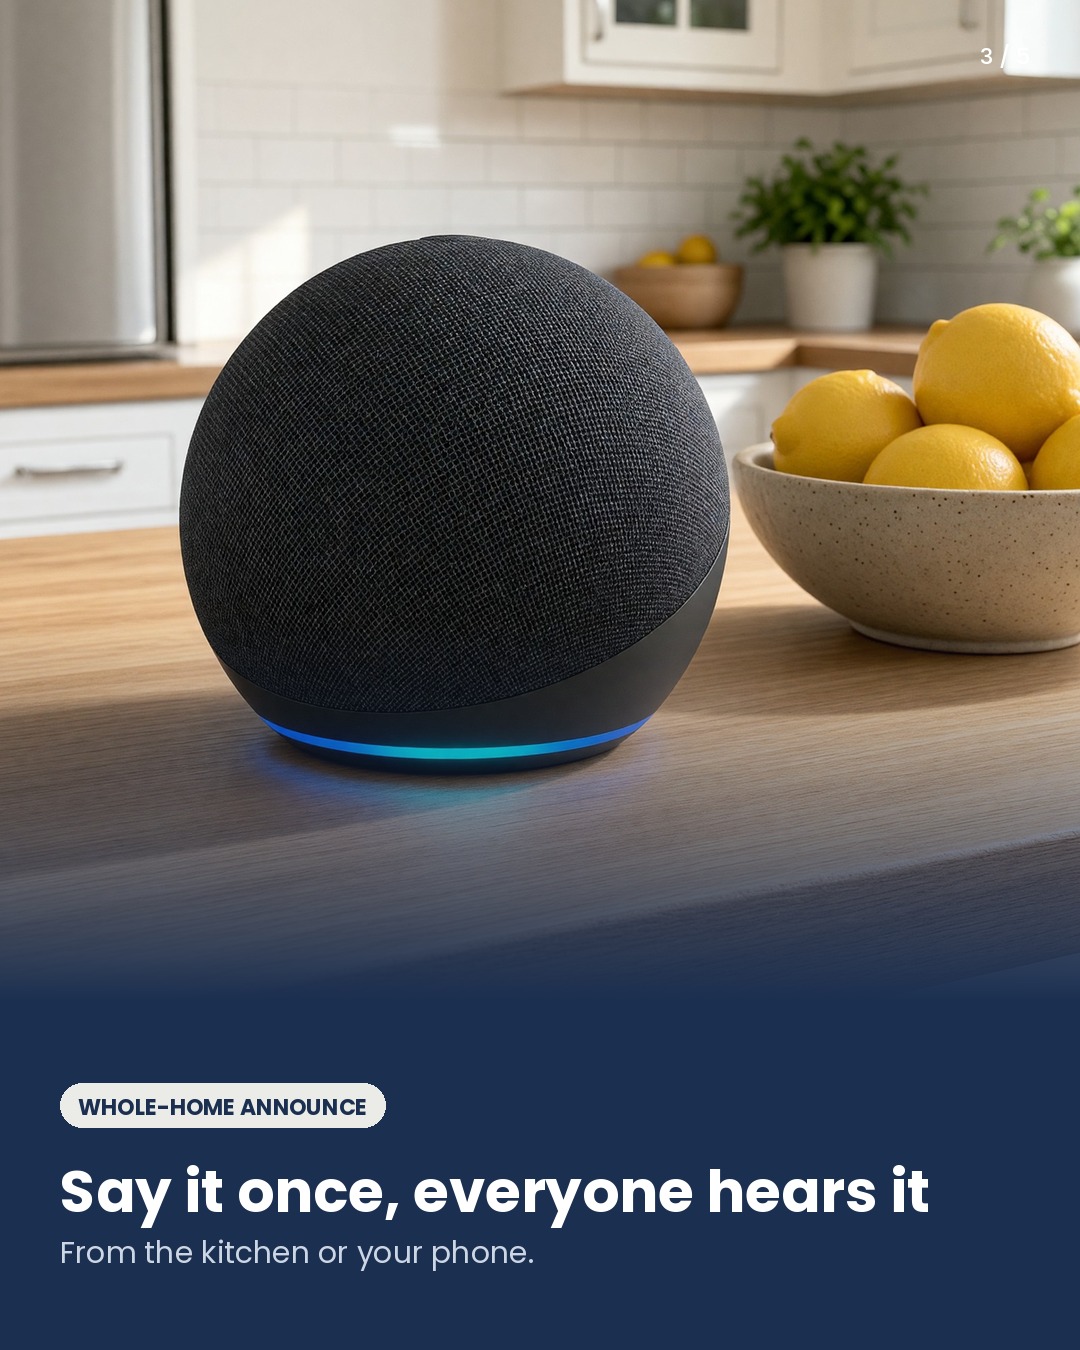 3 / 5
WHOLE-HOME ANNOUNCE
Say it once, everyone hears it
From the kitchen or your phone.